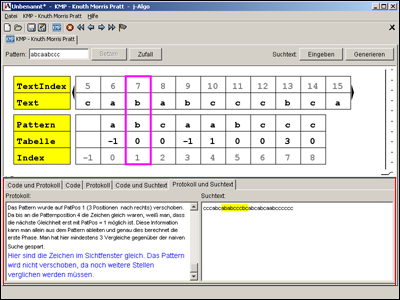 Unbenannt* - KMP - Knuth Morris Pratt - j-Algo
Datei KMP - Knuth Morris Pratt Hilfe
KMP - Knuth Morris Pratt
Pattern: abcaabccc Setzen Zufall Suchtext: Eingeben Generieren
TextIndex 5 6 7 8 9 10 11 12 13 14 15
Text c a b a b c c c b c a
Pattern a b c a a b c c c
Tabelle -1 0 0 -1 1 0 0 3 0
Index -1 0 1 2 3 4 5 6 7 8
Code und Protokoll Code Protokoll Code und Suchtext Protokoll und Suchtext
Protokoll: Suchtext:
Das Pattern wurde auf PatPos 1 (3 Positionen nach rechts) verschoben.
Da bis an die Patternposition 4 die Zeichen gleich waren, weiß man, dass
die nächste Gleichheit erst mit PatPos = 1 möglich ist. Diese Information
kann man allein aus dem Pattern ableiten und genau dies berechnet die
erste Phase. Man hat hier mindestens 3 Vergleiche gegenüber der naiven
Suche gespart.
Hier sind die Zeichen im Sichtfenster gleich. Das Pattern
wird nicht verschoben, da noch weitere Stellen
verglichen werden müssen.